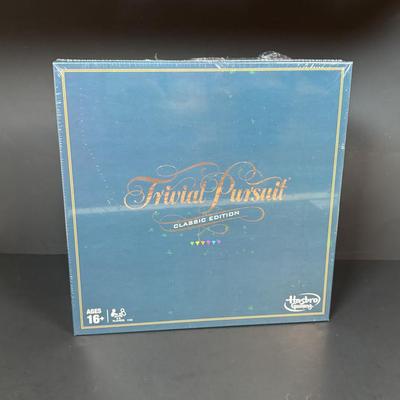 Trivial Pursuit
CLASSIC EDITION
AGES
16+
Hasbro
Gaming